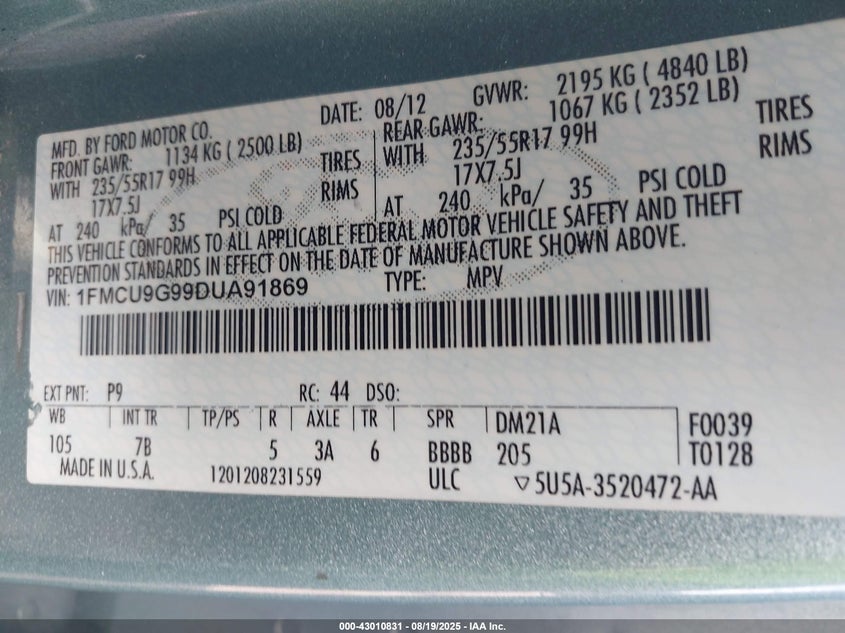 MFD. BY FORD MOTOR CO. DATE: 08/12 GVWR: 2195 KG ( 4840 LB)
FRONT GAWR: 1134 KG ( 2500 LB) REAR GAWR: 1067 KG ( 2352 LB)
WITH 235/55R17 99H TIRES WITH 235/55R17 99H TIRES
17X7.5J RIMS 17X7.5J RIMS
AT 240 kPa/ 35 PSI COLD AT 240 kPa/ 35 PSI COLD
THIS VEHICLE CONFORMS TO ALL APPLICABLE FEDERAL MOTOR VEHICLE SAFETY AND THEFT
PREVENTION STANDARDS IN EFFECT ON THE DATE OF MANUFACTURE SHOWN ABOVE.
VIN: 1FMCU9G99DUA91869 TYPE: MPV
EXT PNT: P9 RC: 44 DSO:
WB INT TR TP/PS R AXLE TR SPR DM21A F0039
105 7B 5 3A 6 BBBB 205 T0128
MADE IN U.S.A. 1201208231559 ULC ▽5U5A-3520472-AA
000-43010831 - 08/19/2025 - IAA Inc.